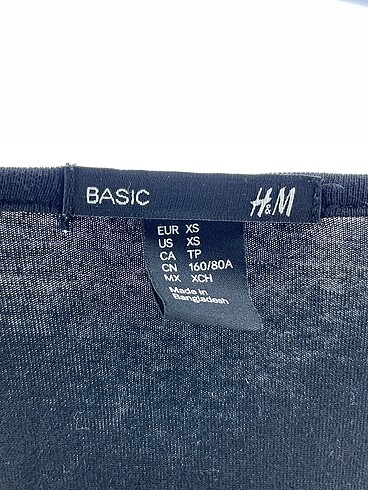 BASIC H&M
EUR XS
US XS
CA TP
CN 160/80A
MX XCH
Made in
Bangladesh